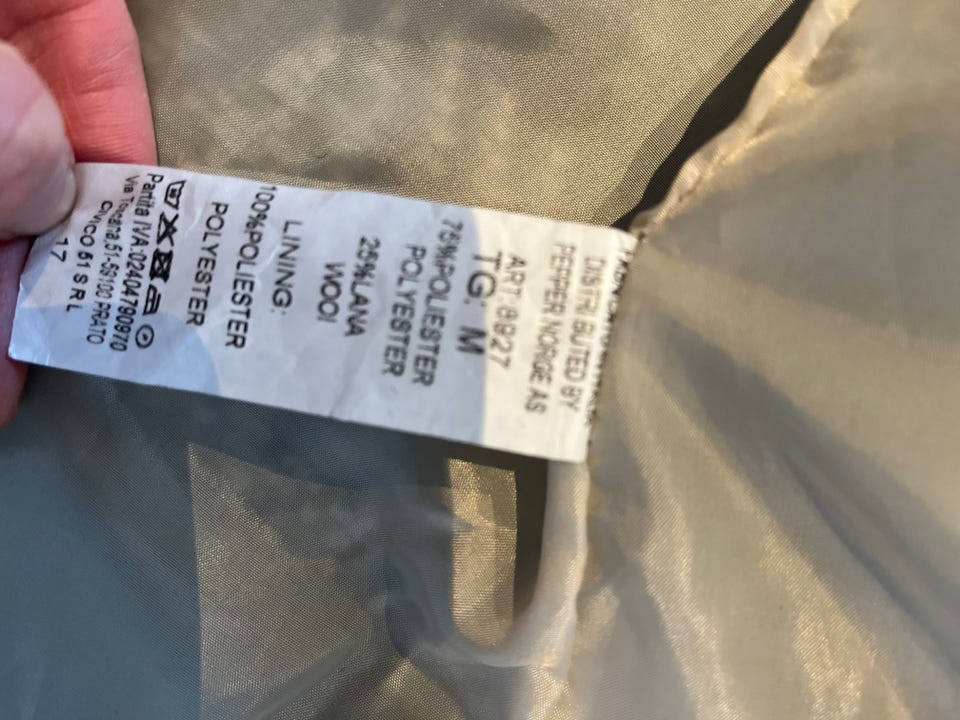 DISTRIBUTED BY
PEPPER NORGE AS
ART: 8927
TG: M
75%POLIESTER
POLYESTER
25%LANA
WOOl
LINING:
100%POLIESTER
POLYESTER
Partita IVA:02404790970
Via Toscana,51-59100 PRATO
CIVICO 51 S R L
17